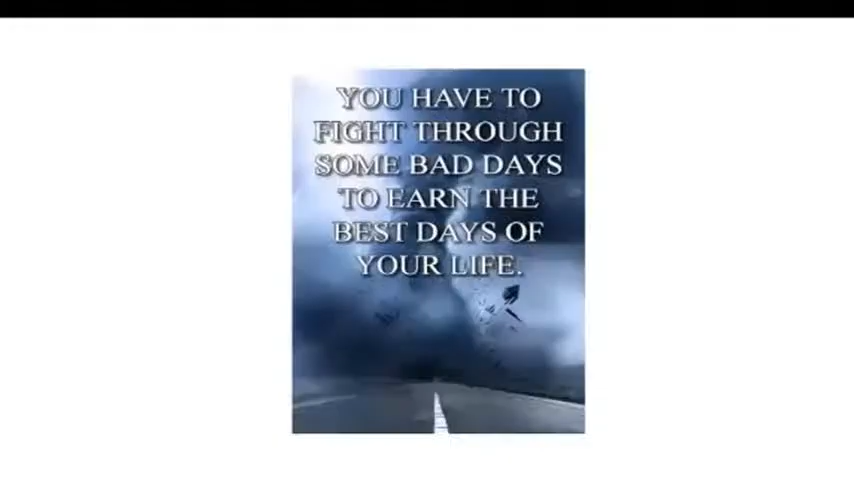 YOU HAVE TO
FIGHT THROUGH
SOME BAD DAYS
TO EARN THE
BEST DAYS OF
YOUR LIFE.